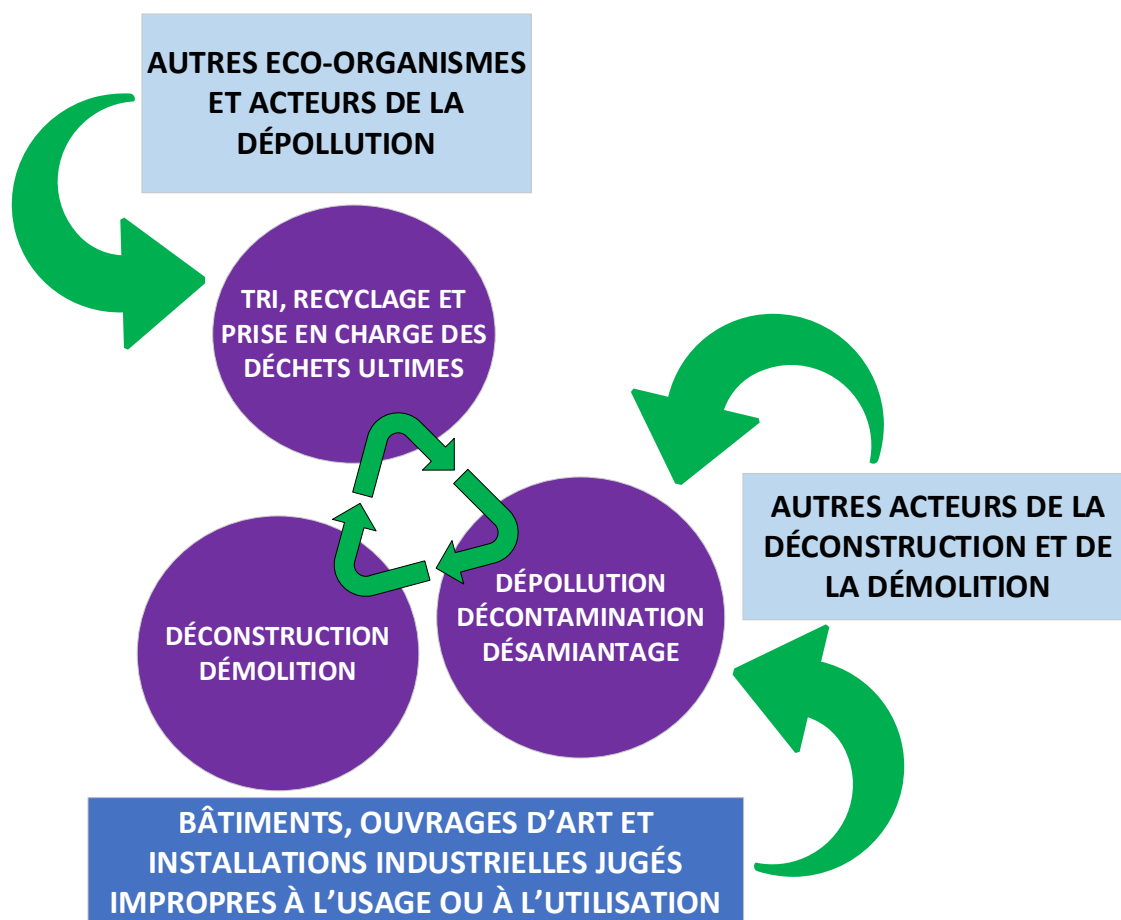 AUTRES ECO-ORGANISMES
ET ACTEURS DE LA
DÉPOLLUTION
TRI, RECYCLAGE ET
PRISE EN CHARGE DES
DÉCHETS ULTIMES
AUTRES ACTEURS DE LA
DÉCONSTRUCTION ET DE
LA DÉMOLITION
DÉPOLLUTION
DÉCONTAMINATION
DÉSAMIANTAGE
DÉCONSTRUCTION
DÉMOLITION
BÂTIMENTS, OUVRAGES D’ART ET
INSTALLATIONS INDUSTRIELLES JUGÉS
IMPROPRES À L’USAGE OU À L’UTILISATION